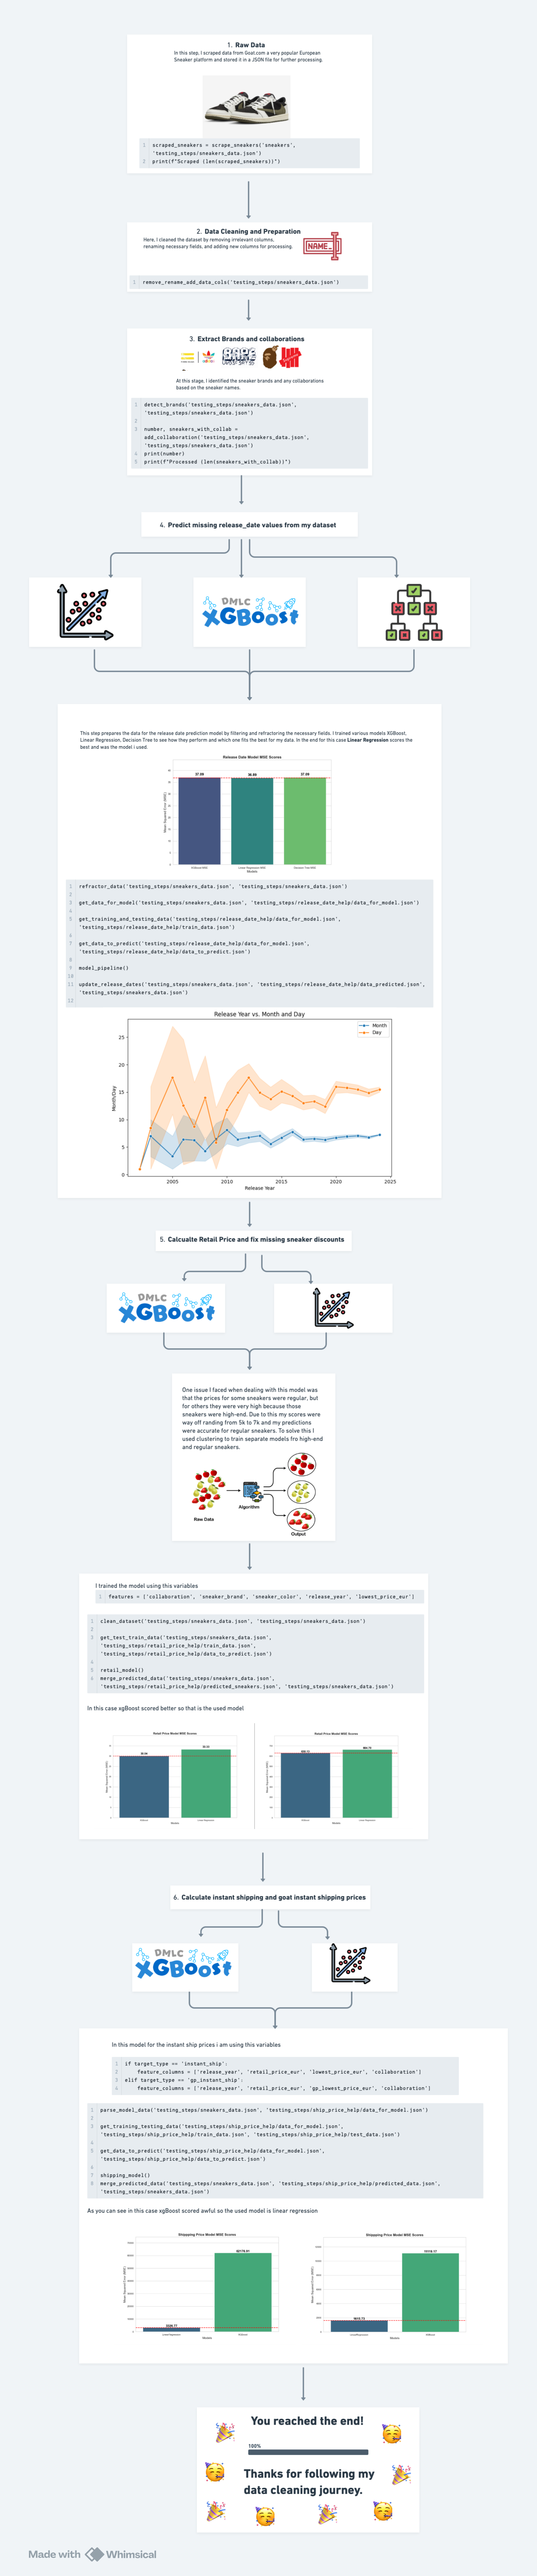 1. Raw Data
In this step, I scraped data from Goat.com a very popular European
Sneaker platform and stored it in a JSON file for further processing.
1 scraped_sneakers = scrape_sneakers('sneakers',
'testing_steps/sneakers_data.json')
2 print(f"Scraped {len(scraped_sneakers)}")
2. Data Cleaning and Preparation
Here, I cleaned the dataset by removing irrelevant columns,
renaming necessary fields, and adding new columns for processing.
NAME_
1 remove_rename_add_data_cols('testing_steps/sneakers_data.json')
3. Extract Brands and collaborations
At this stage, I identified the sneaker brands and any collaborations
based on the sneaker names.
1 detect_brands('testing_steps/sneakers_data.json',
'testing_steps/sneakers_data.json')
2
3 number, sneakers_with_collab =
add_collaboration('testing_steps/sneakers_data.json',
'testing_steps/sneakers_data.json')
4 print(number)
5 print(f"Processed {len(sneakers_with_collab)}")
4. Predict missing release_date values from my dataset
DMLC
XGBoost
This step prepares the data for the release date prediction model by filtering and refractoring the necessary fields. I trained various models XGBoost,
Linear Regression, Decision Tree to see how they perform and which one fits the best for my data. In the end for this case Linear Regression scores the
best and was the model i used.
Release Date Model MSE Scores
Mean Squared Error (MSE)
Models
1 refractor_data('testing_steps/sneakers_data.json', 'testing_steps/sneakers_data.json')
2
3 get_data_for_model('testing_steps/sneakers_data.json', 'testing_steps/release_date_help/data_for_model.json')
4
5 get_training_and_testing_data('testing_steps/release_date_help/data_for_model.json',
'testing_steps/release_date_help/train_data.json')
6
7 get_data_to_predict('testing_steps/release_date_help/data_for_model.json',
'testing_steps/release_date_help/data_to_predict.json')
8
9 model_pipeline()
10
11 update_release_dates('testing_steps/sneakers_data.json', 'testing_steps/release_date_help/data_predicted.json',
'testing_steps/sneakers_data.json')
12
Release Year vs. Month and Day
Month
Day
25
20
15
10
5
0
Month/Day
2005 2010 2015 2020 2025
Release Year
5. Calcualte Retail Price and fix missing sneaker discounts
DMLC
XGBoost
One issue I faced when dealing with this model was
that the prices for some sneakers were regular, but
for others they were very high because those
sneakers were high-end. Due to this my scores were
way off randing from 5k to 7k and my predictions
were accurate for regular sneakers. To solve this I
used clustering to train separate models fro high-end
and regular sneakers.
Raw Data
Algorithm
Output
I trained the model using this variables
1 features = ['collaboration', 'sneaker_brand', 'sneaker_color', 'release_year', 'lowest_price_eur']
1 clean_dataset('testing_steps/sneakers_data.json', 'testing_steps/sneakers_data.json')
2
3 get_test_train_data('testing_steps/sneakers_data.json',
'testing_steps/retail_price_help/train_data.json',
'testing_steps/retail_price_help/data_to_predict.json')
4
5 retail_model()
6 merge_predicted_data('testing_steps/sneakers_data.json',
'testing_steps/retail_price_help/predicted_sneakers.json', 'testing_steps/sneakers_data.json')
In this case xgBoost scored better so that is the used model
Retail Price Model MSE Scores
Retail Price Model MSE Scores
6. Calculate instant shipping and goat instant shipping prices
DMLC
XGBoost
In this model for the instant ship prices i am using this variables
1 if target_type == 'instant_ship':
2 feature_columns = ['release_year', 'retail_price_eur', 'lowest_price_eur', 'collaboration']
3 elif target_type == 'gp_instant_ship':
4 feature_columns = ['release_year', 'retail_price_eur', 'gp_lowest_price_eur', 'collaboration']
1 parse_model_data('testing_steps/sneakers_data.json', 'testing_steps/ship_price_help/data_for_model.json')
2
3 get_training_testing_data('testing_steps/ship_price_help/data_for_model.json',
'testing_steps/ship_price_help/train_data.json', 'testing_steps/ship_price_help/test_data.json')
4
5 get_data_to_predict('testing_steps/ship_price_help/data_for_model.json',
'testing_steps/ship_price_help/data_to_predict.json')
6
7 shipping_model()
8 merge_predicted_data('testing_steps/sneakers_data.json', 'testing_steps/ship_price_help/predicted_data.json',
'testing_steps/sneakers_data.json')
As you can see in this case xgBoost scored awful so the used model is linear regression
Shippping Price Model MSE Scores
Shippping Price Model MSE Scores
You reached the end!
100%
Thanks for following my
data cleaning journey.
Made with Whimsical